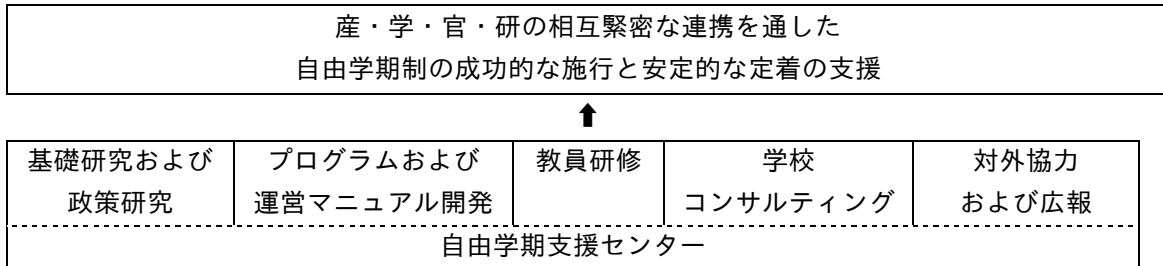 産・学・官・研の相互緊密な連携を通した
自由学期制の成功的な施行と安定的な定着の支援
⬆
基礎研究および
政策研究
プログラムおよび
運営マニュアル開発
教員研修
学校
コンサルティング
対外協力
および広報
自由学期支援センター